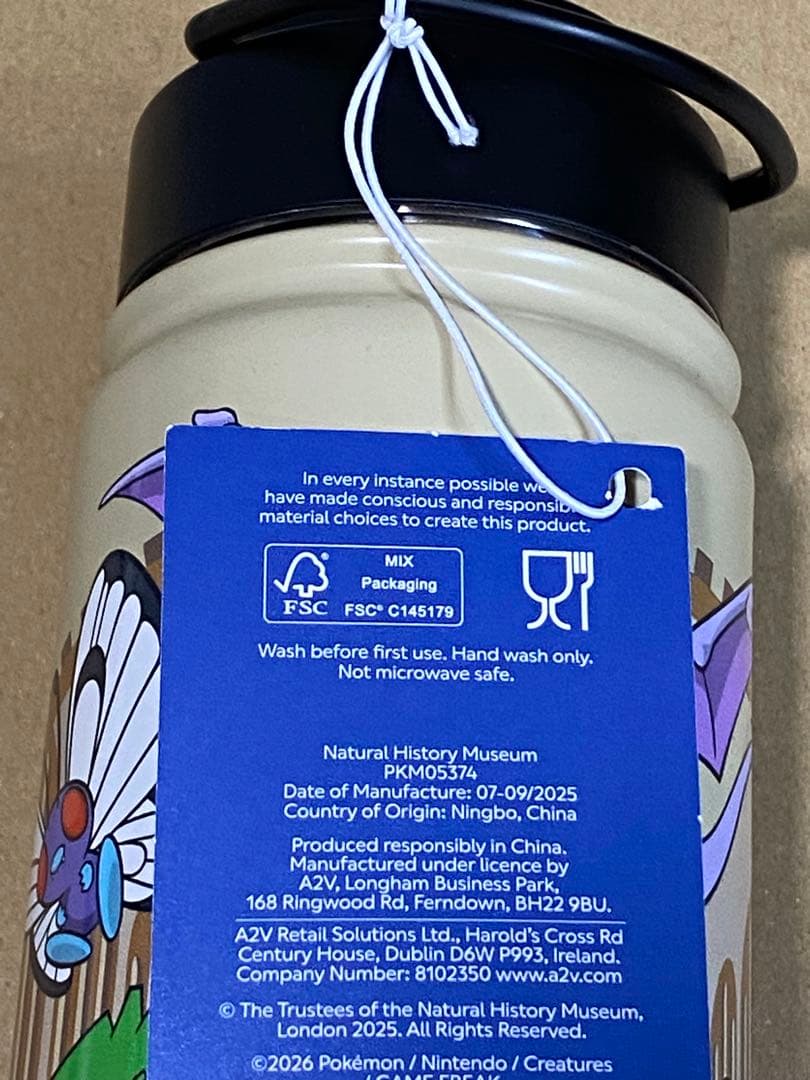 In every instance possible we
have made conscious and responsib
material choices to create this product.
FSC®
MIX
Packaging
FSC® C145179
Wash before first use. Hand wash only.
Not microwave safe.
Natural History Museum
PKM05374
Date of Manufacture: 07-09/2025
Country of Origin: Ningbo, China
Produced responsibly in China.
Manufactured under licence by
A2V, Longham Business Park,
168 Ringwood Rd, Ferndown, BH22 9BU.
A2V Retail Solutions Ltd., Harold's Cross Rd
Century House, Dublin D6W P993, Ireland.
Company Number: 8102350 www.a2v.com
© The Trustees of the Natural History Museum,
London 2025. All Rights Reserved.
©2026 Pokémon / Nintendo / Creatures
/ GAME FREAK